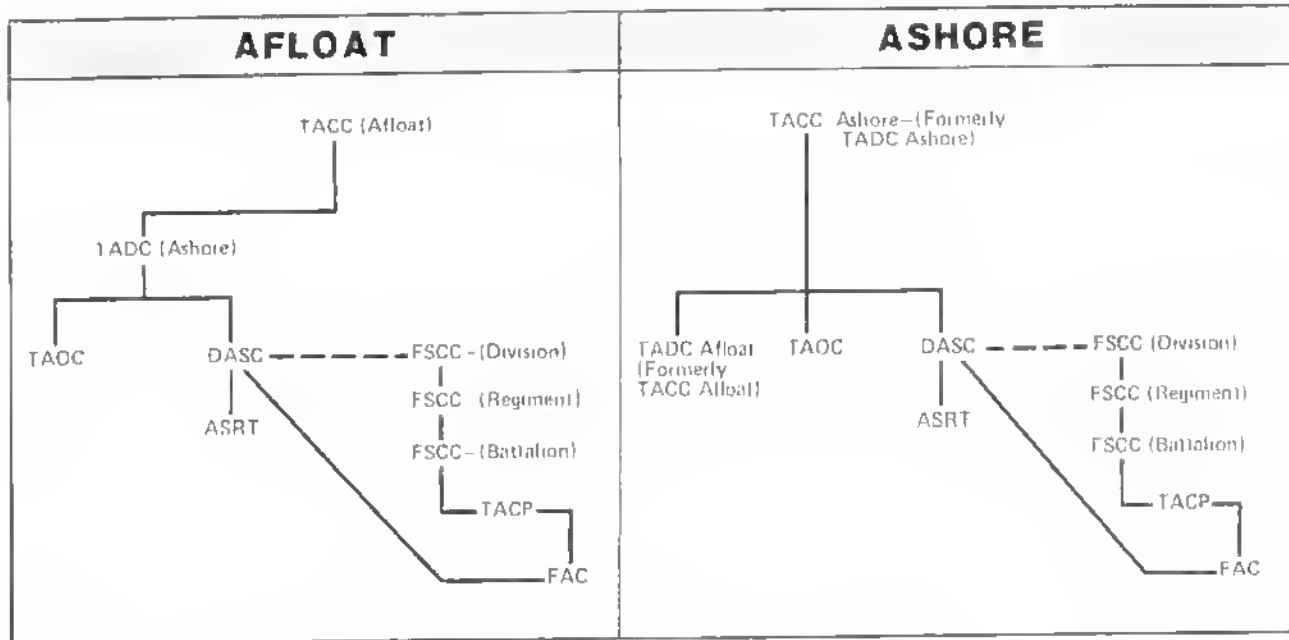 AFLOAT
TACC (Afloat)
TADC (Ashore)
TAOC
DASC
FSCC - (Division)
FSCC (Regiment)
ASRT
FSCC - (Battalion)
TACP
FAC
ASHORE
TACC Ashore-(Formerly
TADC Ashore)
TADC Afloat
(Formerly
TACC Afloat)
TAOC
DASC
FSCC (Division)
FSCC (Regiment)
ASRT
FSCC (Battalion)
TACP
FAC